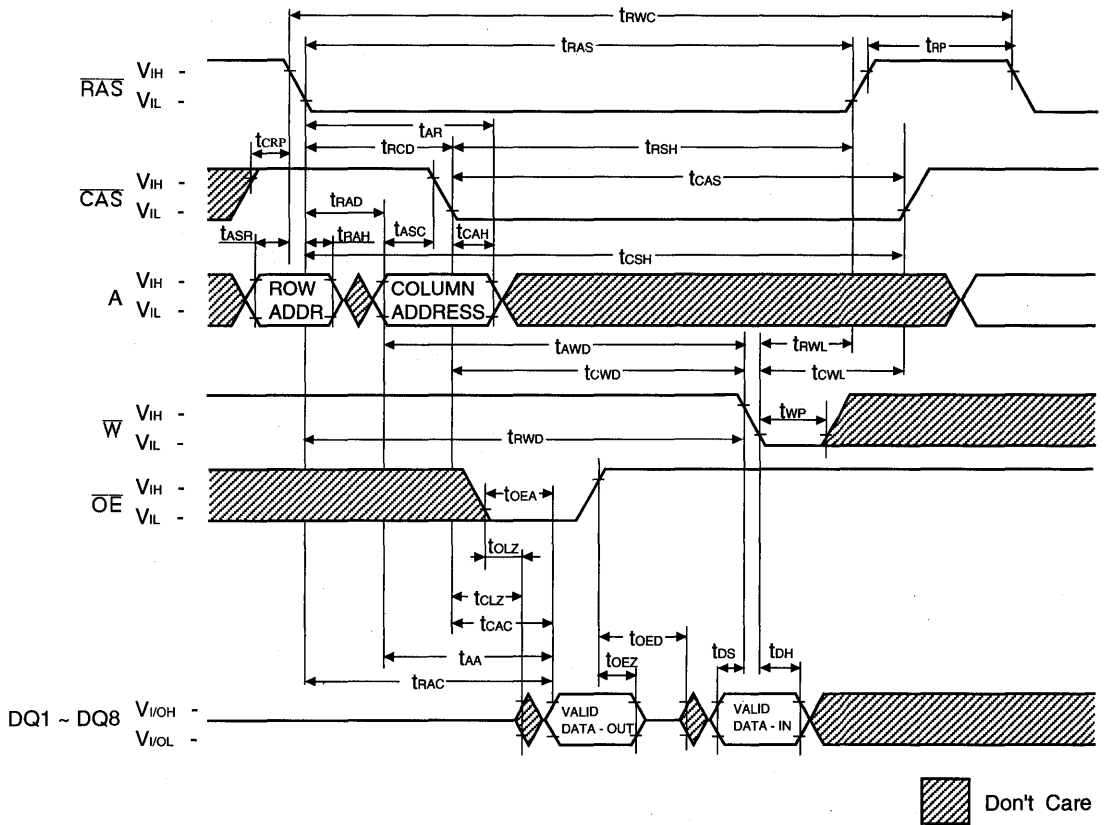 tRWC
tRAS
tRP
RAS
VIH -
VIL -
tAR
tCRP
tRCD
tRSH
CAS
VIH -
VIL -
tCAS
tRAD
tASR
tRAH
tASC
tCAH
tCSH
A
VIH -
VIL -
ROW
ADDR
COLUMN
ADDRESS
tAWD
tRWL
tCWD
tCWL
W
VIH -
VIL -
tWP
tRWD
OE
VIH -
VIL -
tOEA
tOLZ
tCLZ
tCAC
tOED
tAA
tOEZ
tDS
tDH
tRAC
DQ1 ~ DQ8
VI/OH -
VI/OL -
VALID
DATA - OUT
VALID
DATA - IN
Don't Care